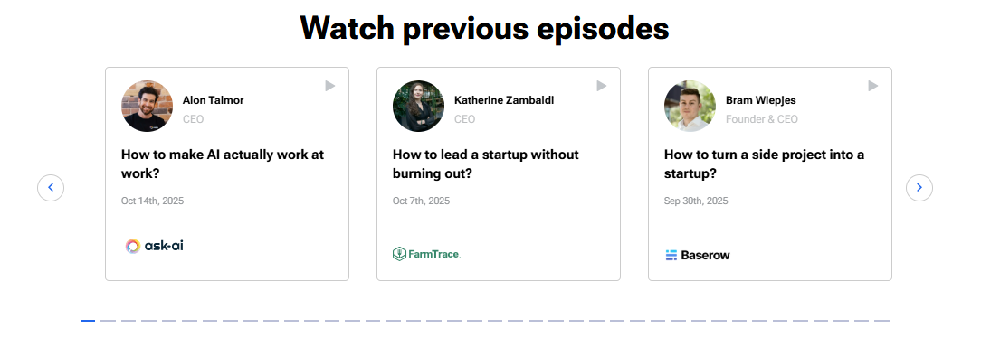 Watch previous episodes
Alon Talmor
CEO
How to make AI actually work at
work?
Oct 14th, 2025
ask-ai
Katherine Zambaldi
CEO
How to lead a startup without
burning out?
Oct 7th, 2025
FarmTrace
Bram Wiepjes
Founder & CEO
How to turn a side project into a
startup?
Sep 30th, 2025
Baserow